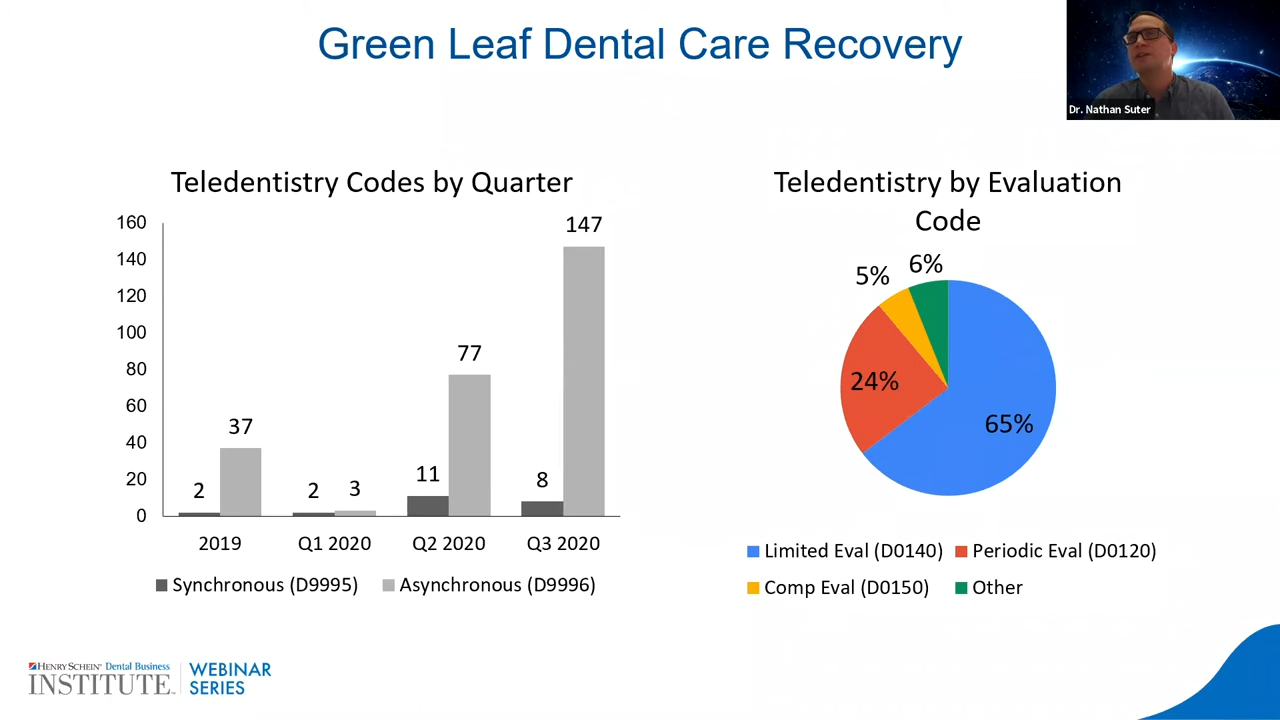 Green Leaf Dental Care Recovery
Dr. Nathan Suter
Teledentistry Codes by Quarter
160
140
120
100
80
60
40
20
0
2
37
2
3
11
77
8
147
2019
Q1 2020
Q2 2020
Q3 2020
Synchronous (D9995)
Asynchronous (D9996)
Teledentistry by Evaluation
Code
5%
6%
24%
65%
Limited Eval (D0140)
Periodic Eval (D0120)
Comp Eval (D0150)
Other
HENRY SCHEIN® Dental Business
INSTITUTE™
WEBINAR
SERIES